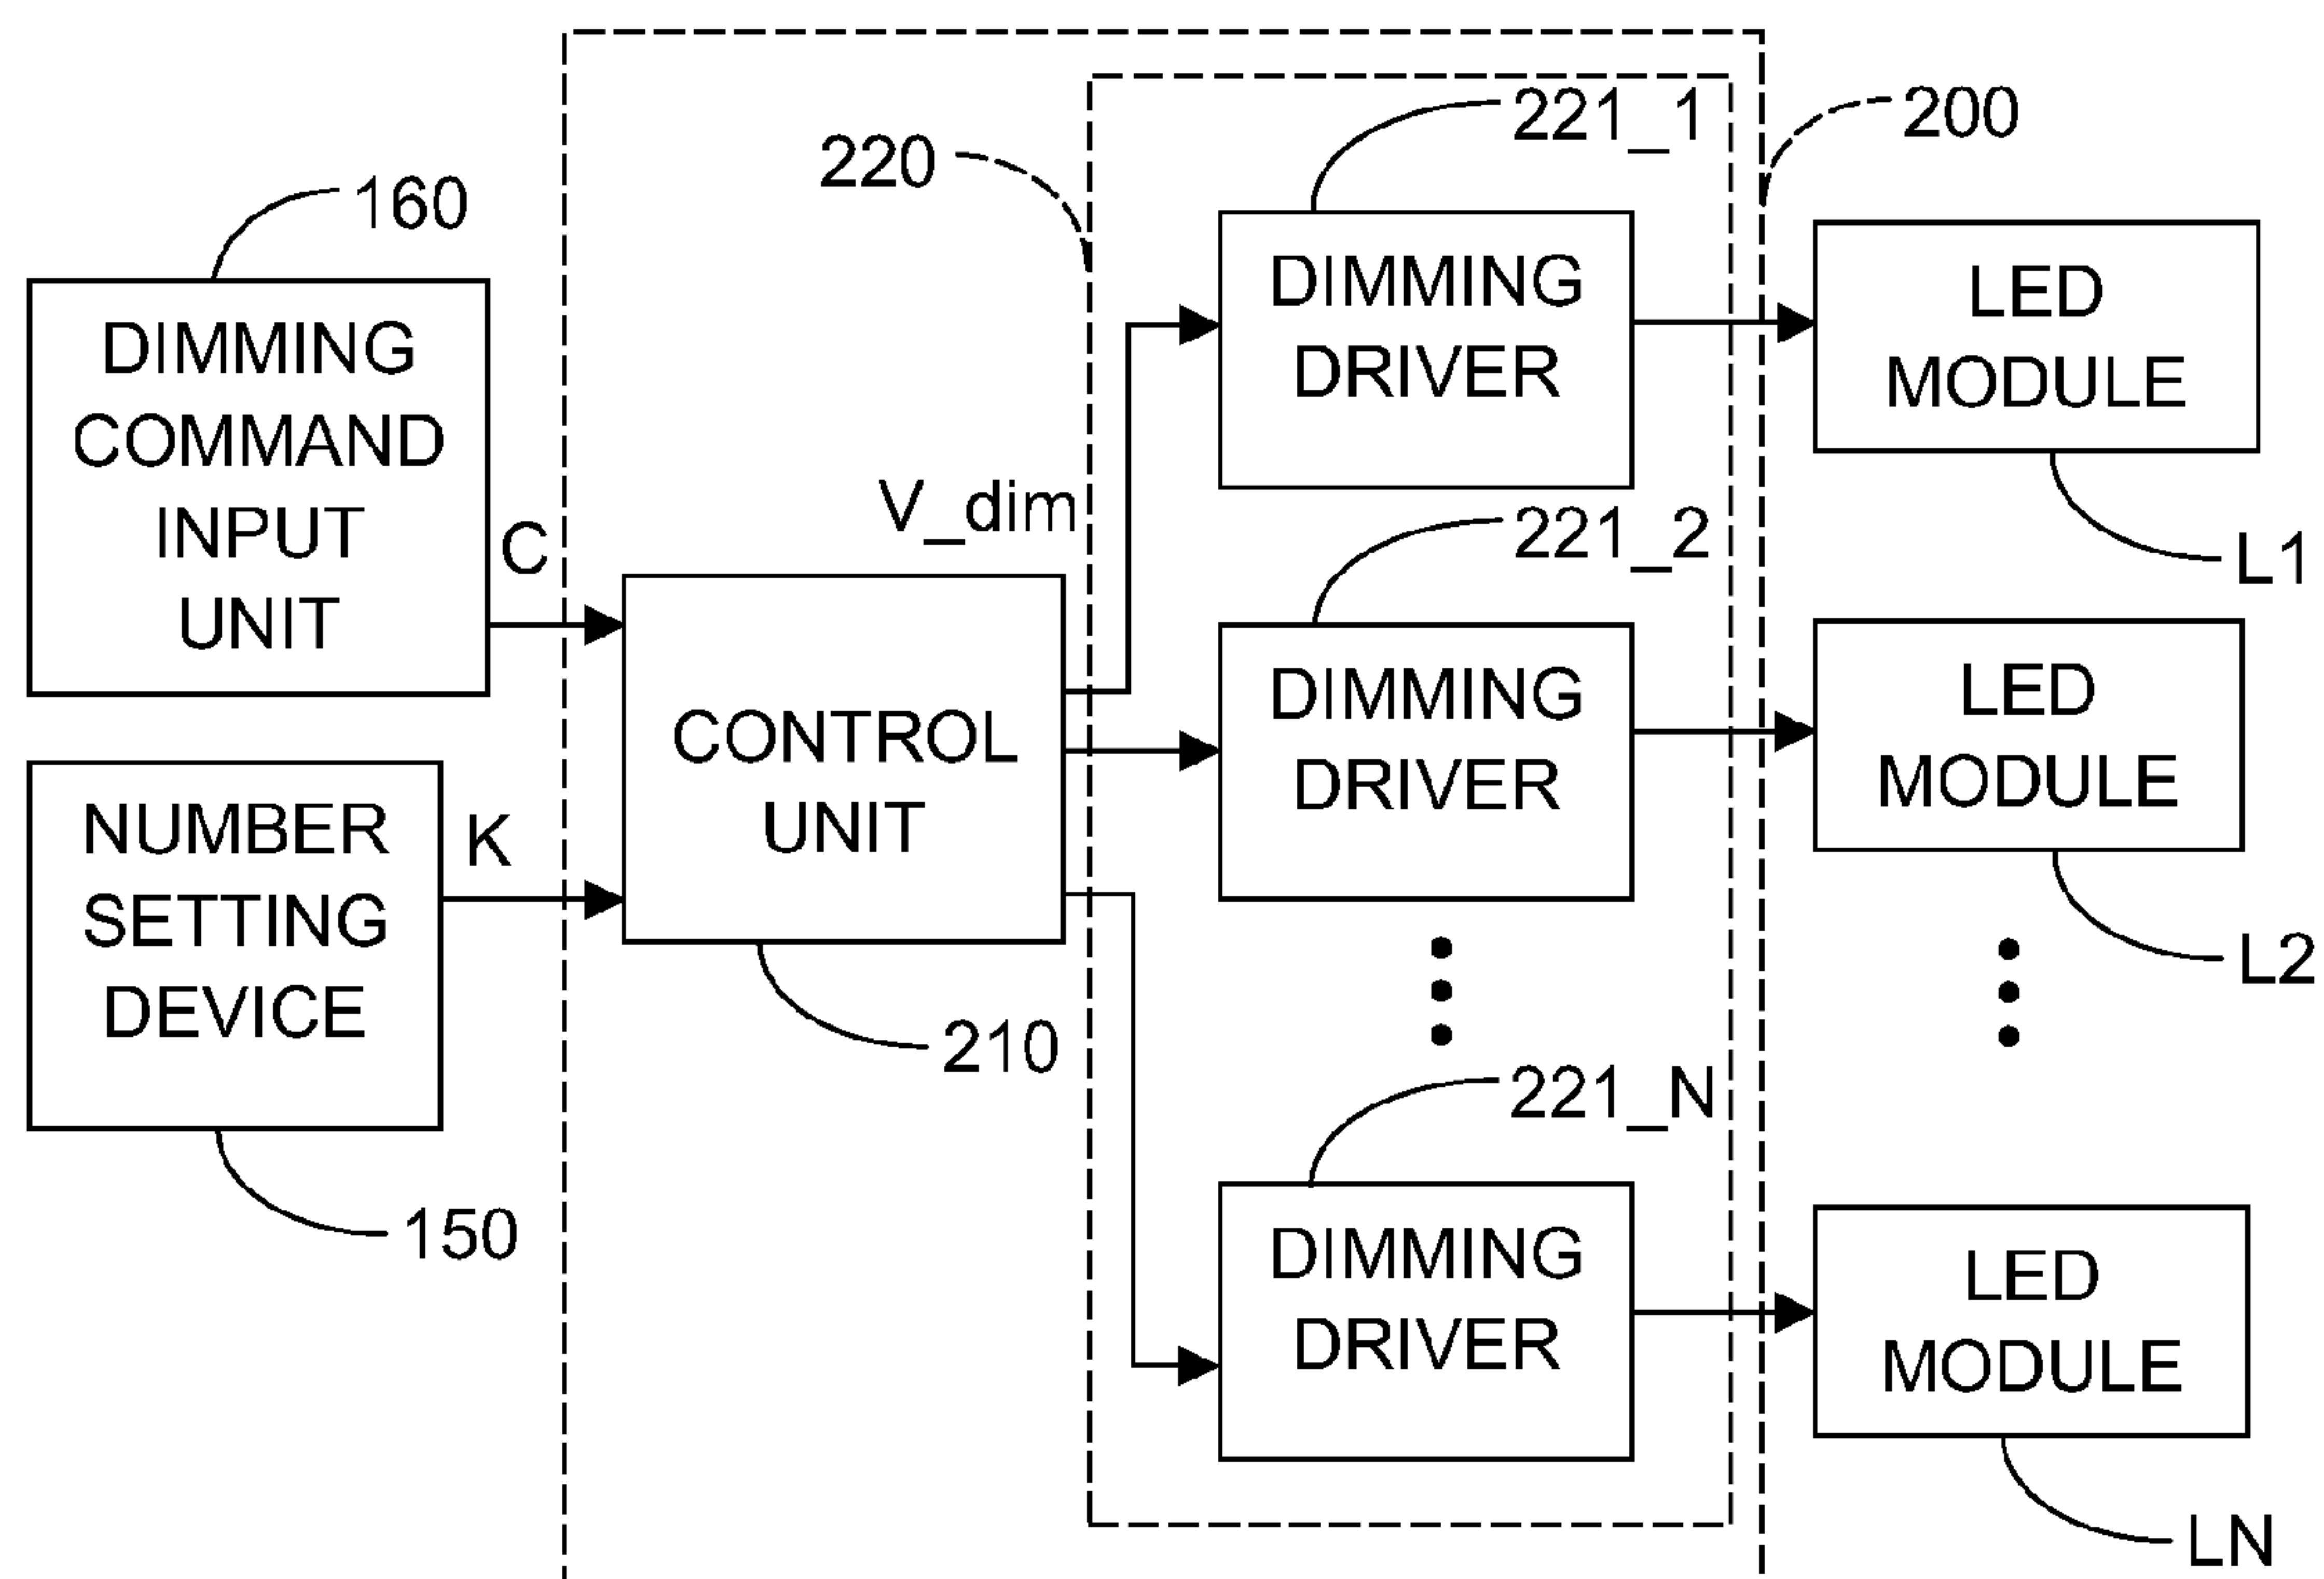 160
DIMMING
COMMAND
INPUT
UNIT
C
NUMBER
SETTING
DEVICE
K
150
CONTROL
UNIT
210
V_dim
220
200
221_1
DIMMING
DRIVER
221_2
DIMMING
DRIVER
221_N
DIMMING
DRIVER
LED
MODULE
L1
LED
MODULE
L2
LED
MODULE
LN